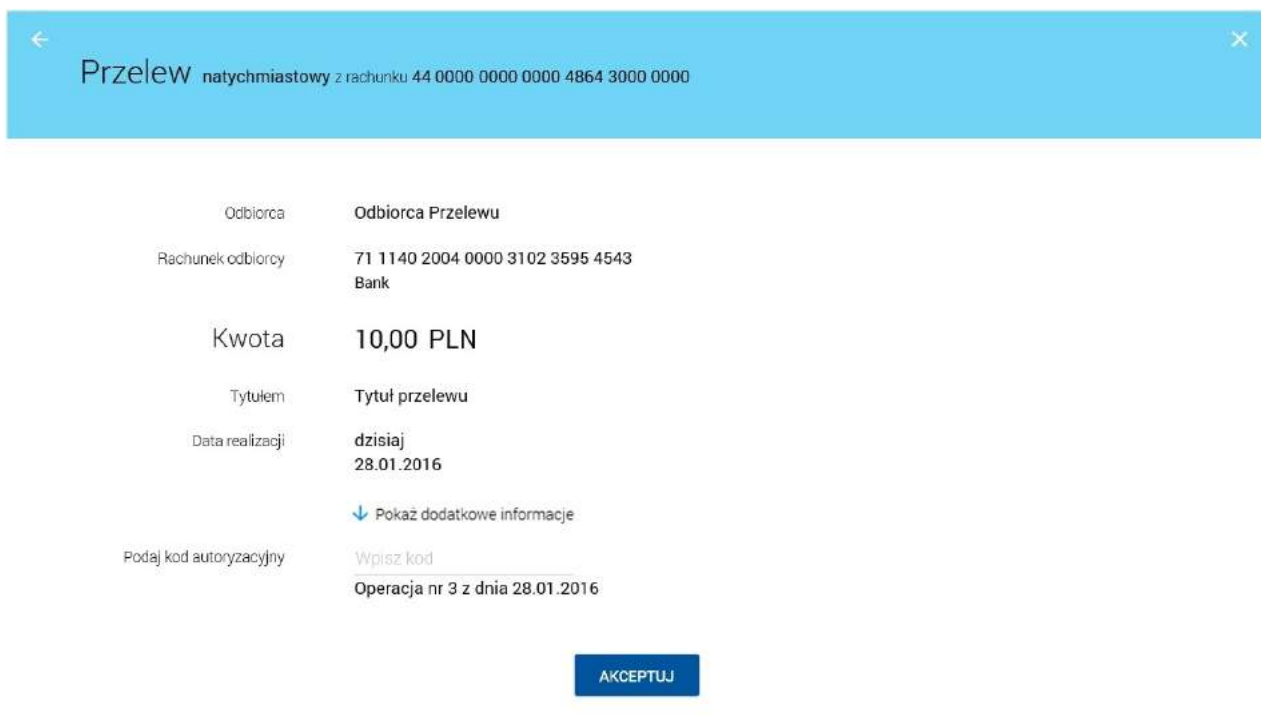 Przelew natychmiastowy z rachunku 44 0000 0000 0000 4864 3000 0000
Odbiorca Odbiorca Przelewu
Rachunek odbiorcy 71 1140 2004 0000 3102 3595 4543
Bank
Kwota 10,00 PLN
Tytułem Tytuł przelewu
Data realizacji dzisiaj
28.01.2016
Pokaż dodatkowe informacje
Podaj kod autoryzacyjny Wpisz kod
Operacja nr 3 z dnia 28.01.2016
AKCEPTUJ